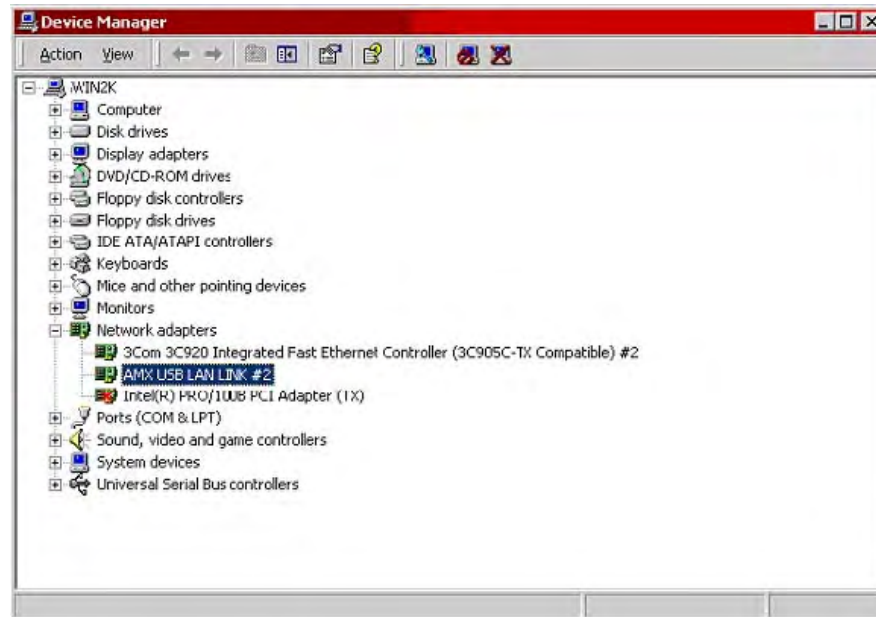 Device Manager
Action View
WIN2K
Computer
Disk drives
Display adapters
DVD/CD-ROM drives
Floppy disk controllers
Floppy disk drives
IDE ATA/ATAPI controllers
Keyboards
Mice and other pointing devices
Monitors
Network adapters
3Com 3C920 Integrated Fast Ethernet Controller (3C905C-TX Compatible) #2
AMX USB LAN LINK #2
Intel(R) PRO/100B PCI Adapter (TX)
Ports (COM & LPT)
Sound, video and game controllers
System devices
Universal Serial Bus controllers